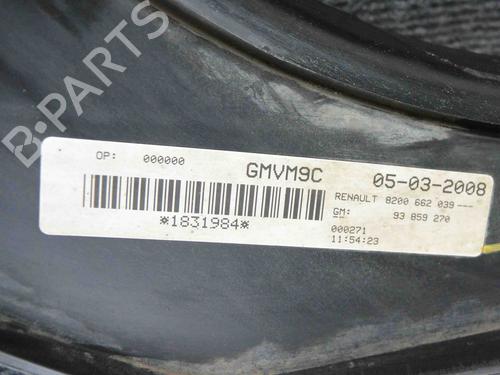 B-PARTS
OP: 000000 GMVM9C 05-03-2008
RENAULT 8200 662 039 ---
GM: 93 859 270
*1831984*
000271
11:54:23